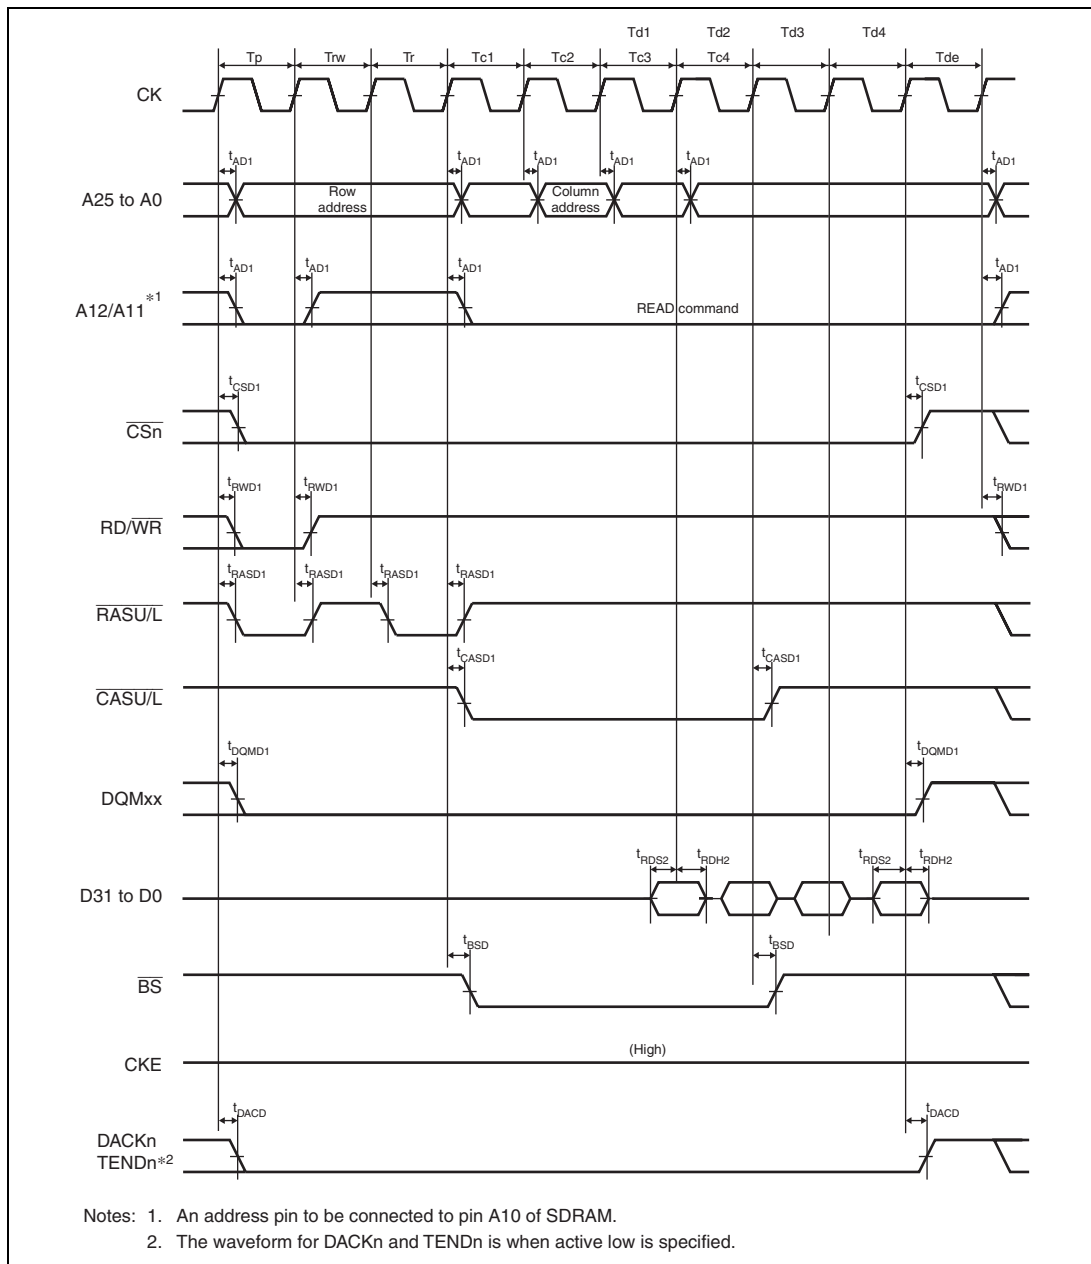 Td1 Td2 Td3 Td4
Tp Trw Tr Tc1 Tc2 Tc3 Tc4 Tde
CK
tAD1 tAD1 tAD1 tAD1 tAD1 tAD1
A25 to A0
Row address
Column address
tAD1 tAD1 tAD1 tAD1
A12/A11*1
READ command
tCSD1 tCSD1
CSn
tRWD1 tRWD1 tRWD1
RD/WR
tRASD1 tRASD1 tRASD1 tRASD1
RASU/L
tCASD1 tCASD1
CASU/L
tDQMD1 tDQMD1
DQMxx
tRDS2 tRDH2 tRDS2 tRDH2
D31 to D0
tBSD tBSD
BS
(High)
CKE
tDACD tDACD
DACKn
TENDn*2
Notes: 1. An address pin to be connected to pin A10 of SDRAM.
2. The waveform for DACKn and TENDn is when active low is specified.